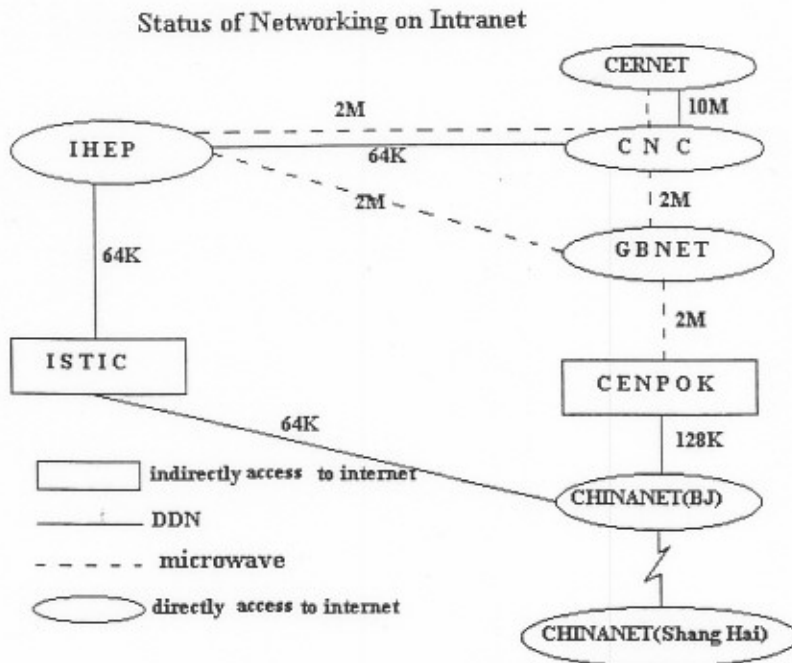 Status of Networking on Intranet
CERNET
10M
2M
IHEP
64K
C N C
2M
2M
GBNET
64K
2M
ISTIC
CENPOK
64K
128K
indirectly access to internet
CHINANET(BJ)
DDN
microwave
directly access to internet
CHINANET(Shang Hai)